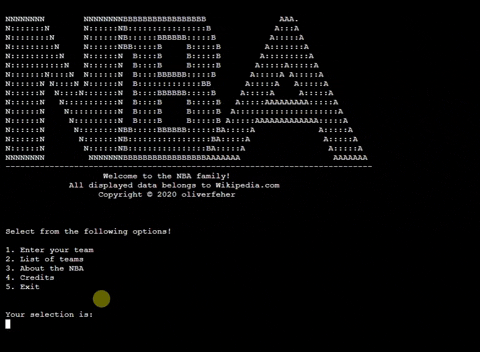 NBA
Welcome to the NBA family!
All displayed data belongs to Wikipedia.com
Copyright © 2020 oliverfeher
Select from the following options!
1. Enter your team
2. List of teams
3. About the NBA
4. Credits
5. Exit
Your selection is: